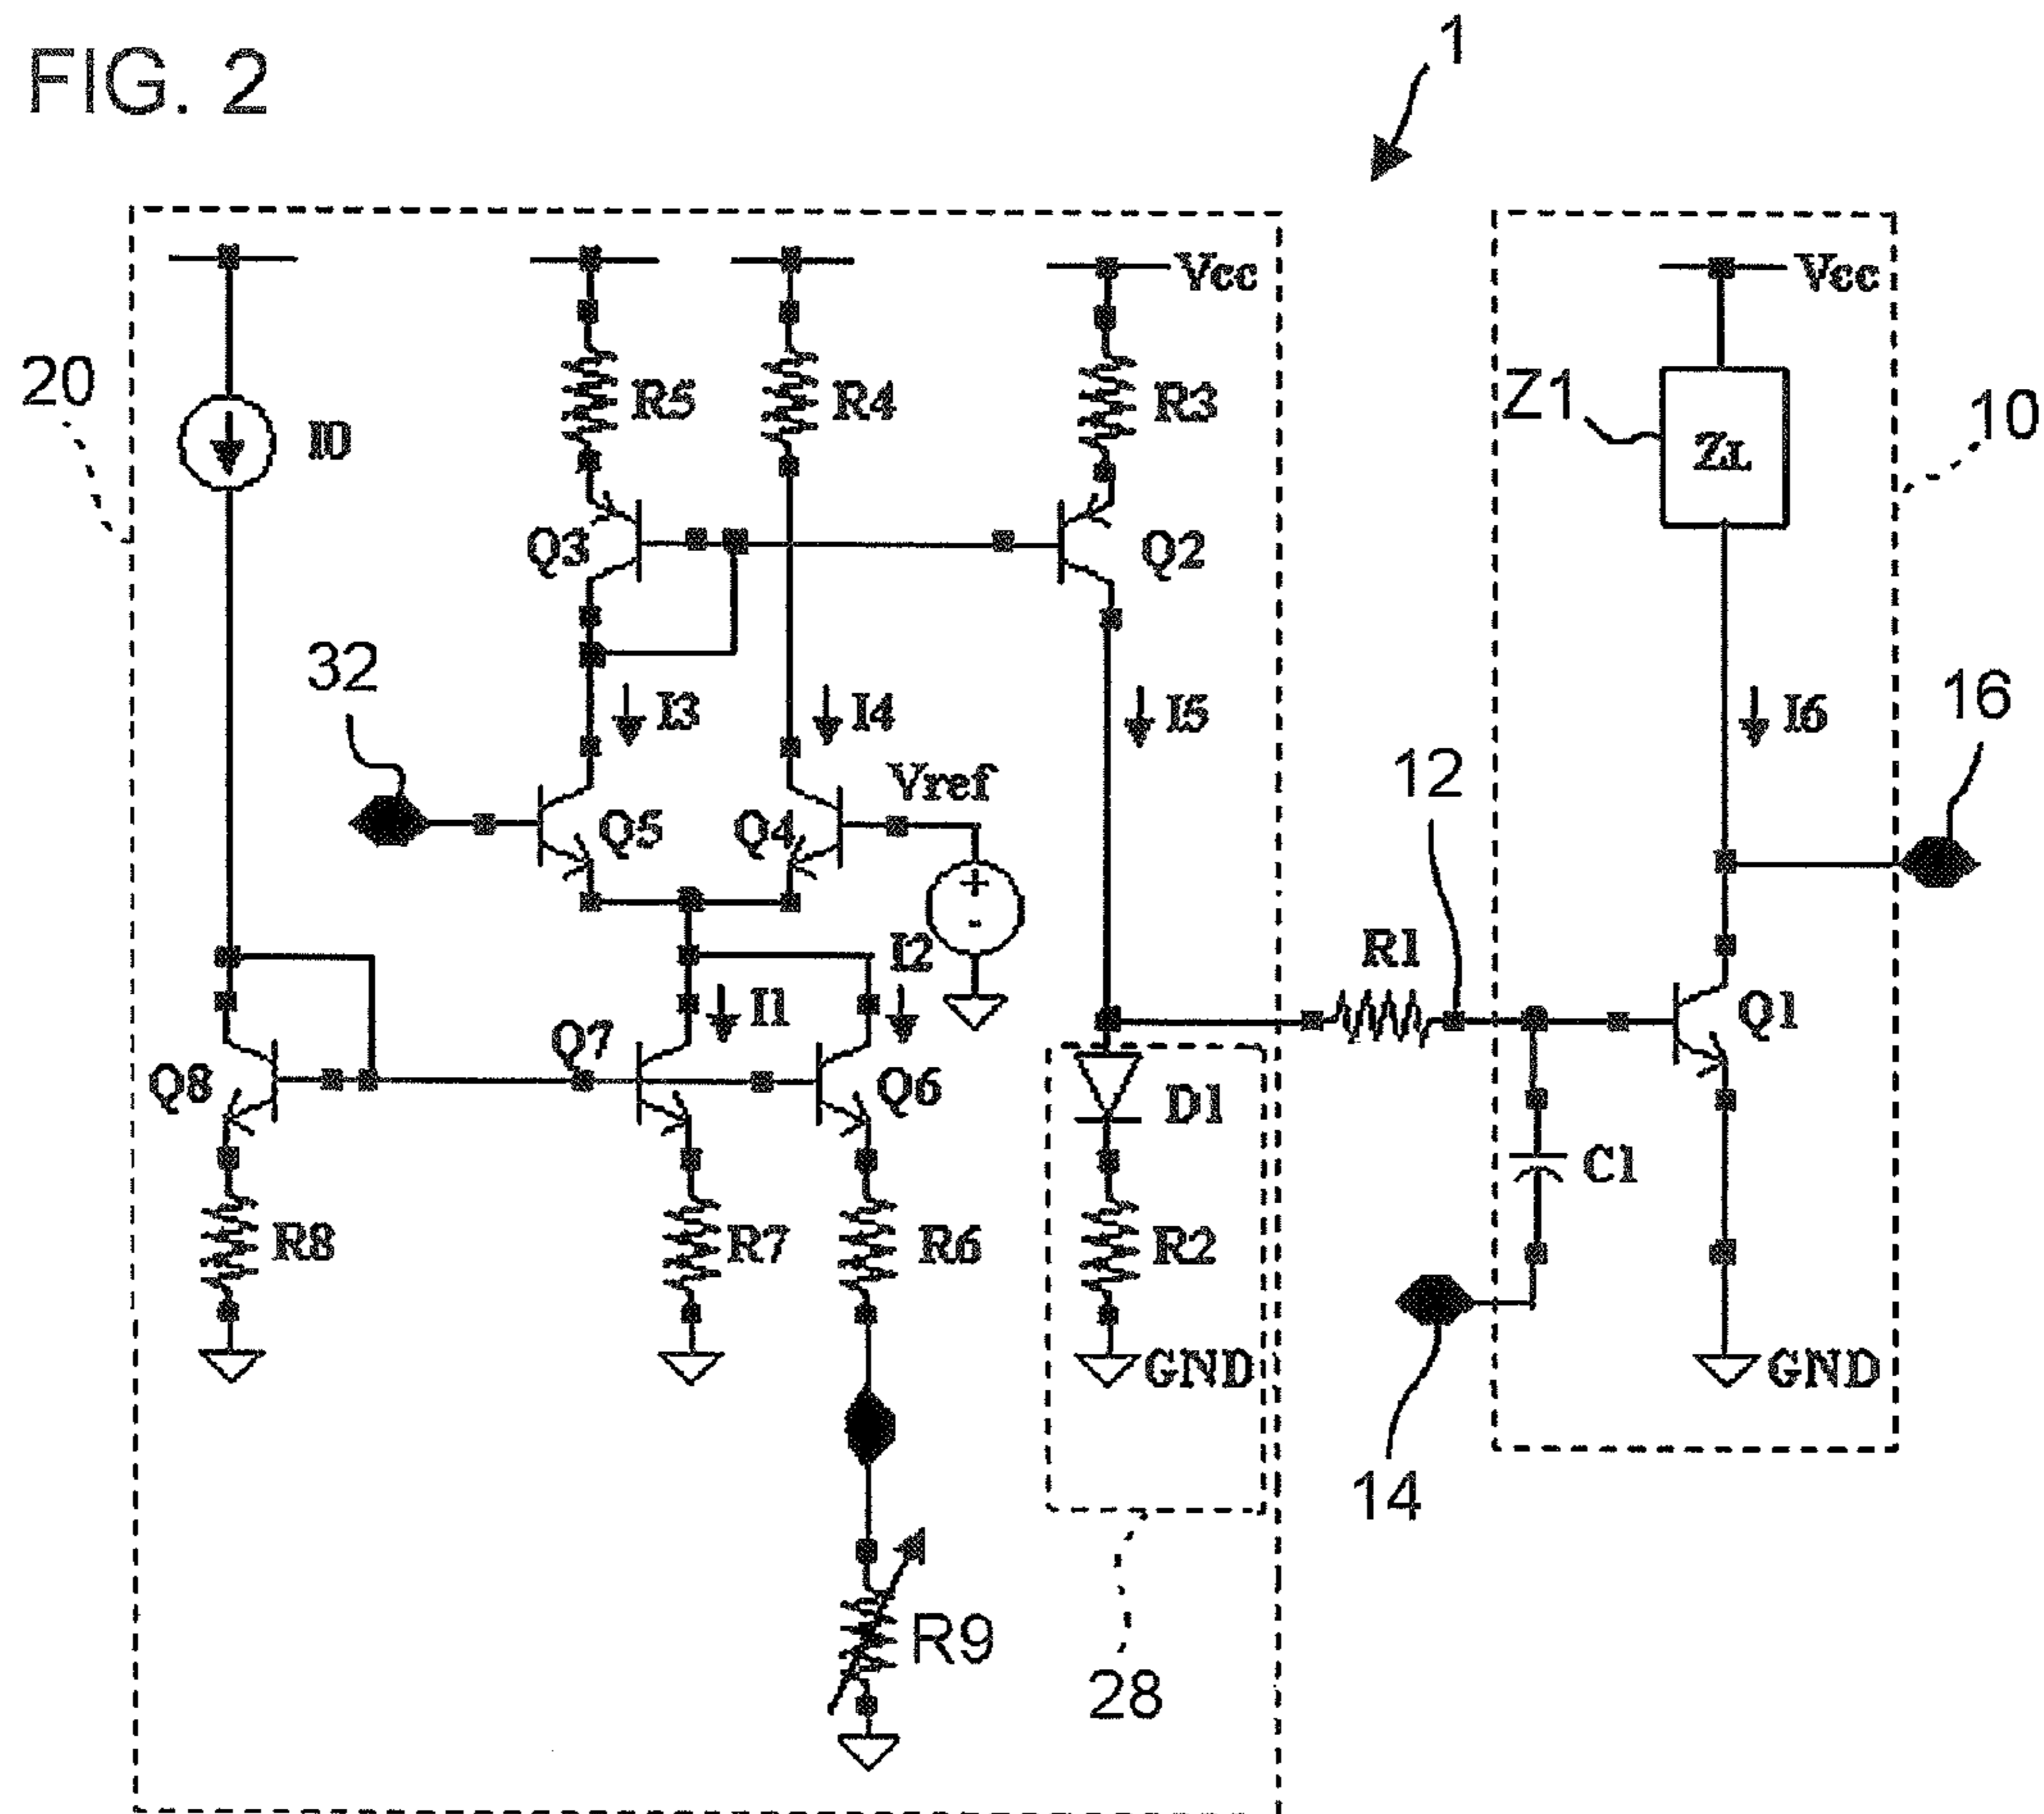 FIG. 2
1
Vcc
Vcc
20
ID
R5
R4
R3
Z1
ZL
10
Q3
Q2
32
I3
I4
I5
I6
16
12
Vref
Q5
Q4
+
-
I2
R1
I1
Q7
Q1
Q8
Q6
D1
C1
R8
R7
R6
R2
GND
GND
14
R9
28